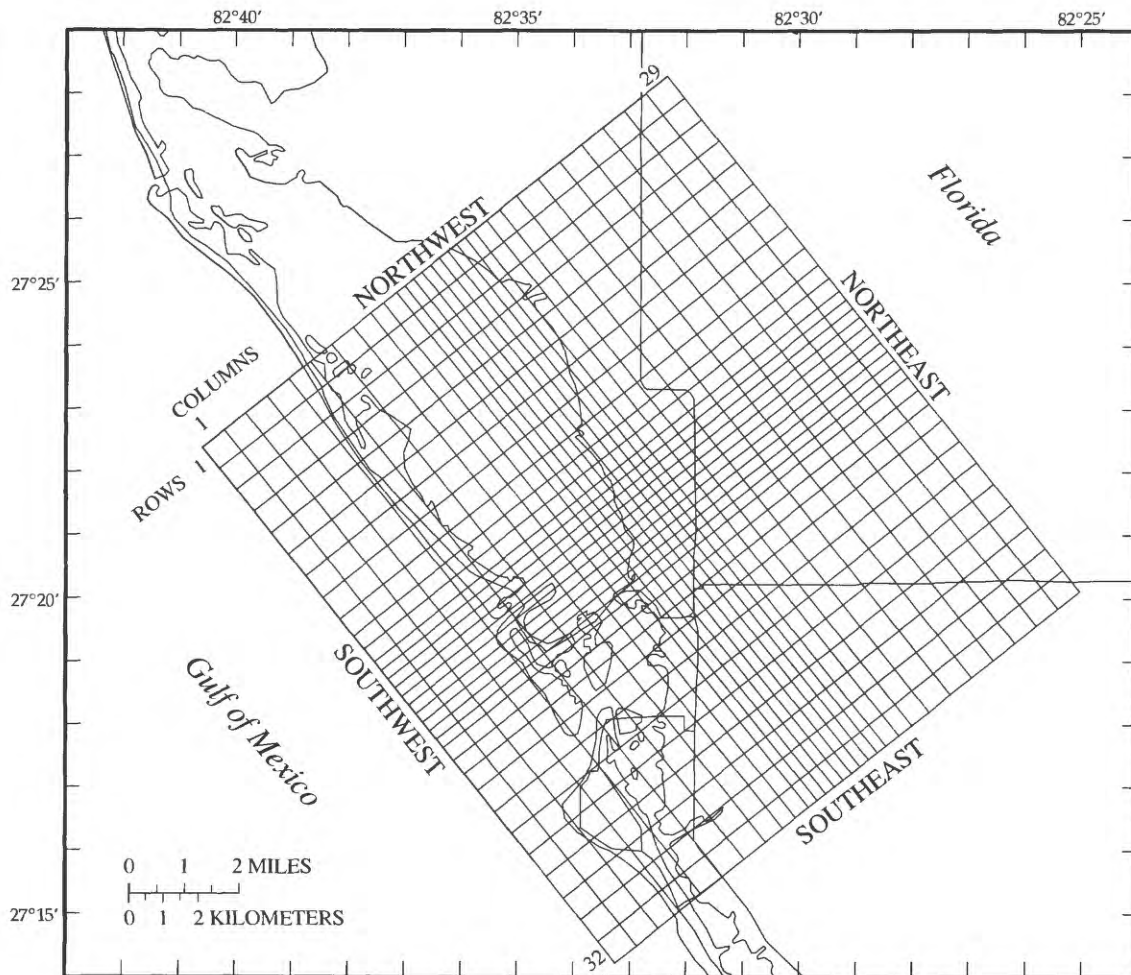 82°40′ 82°35′ 82°30′ 82°25′
29
Florida
NORTHWEST
27°25′
NORTHEAST
COLUMNS
1
1
ROWS
27°20′
SOUTHWEST
Gulf of Mexico
SOUTHEAST
0 1 2 MILES
0 1 2 KILOMETERS
27°15′
32